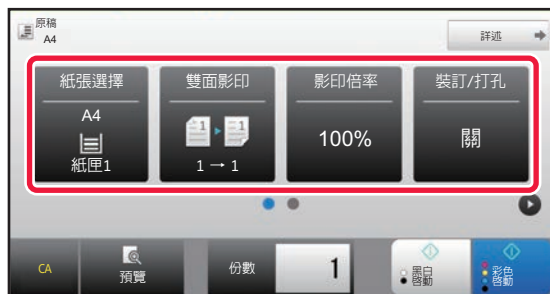 原稿
A4
詳述
紙張選擇
A4
紙匣1
雙面影印
1
1
1 → 1
影印倍率
100%
裝訂/打孔
關
CA
預覽
份數
1
黑白
啟動
彩色
啟動